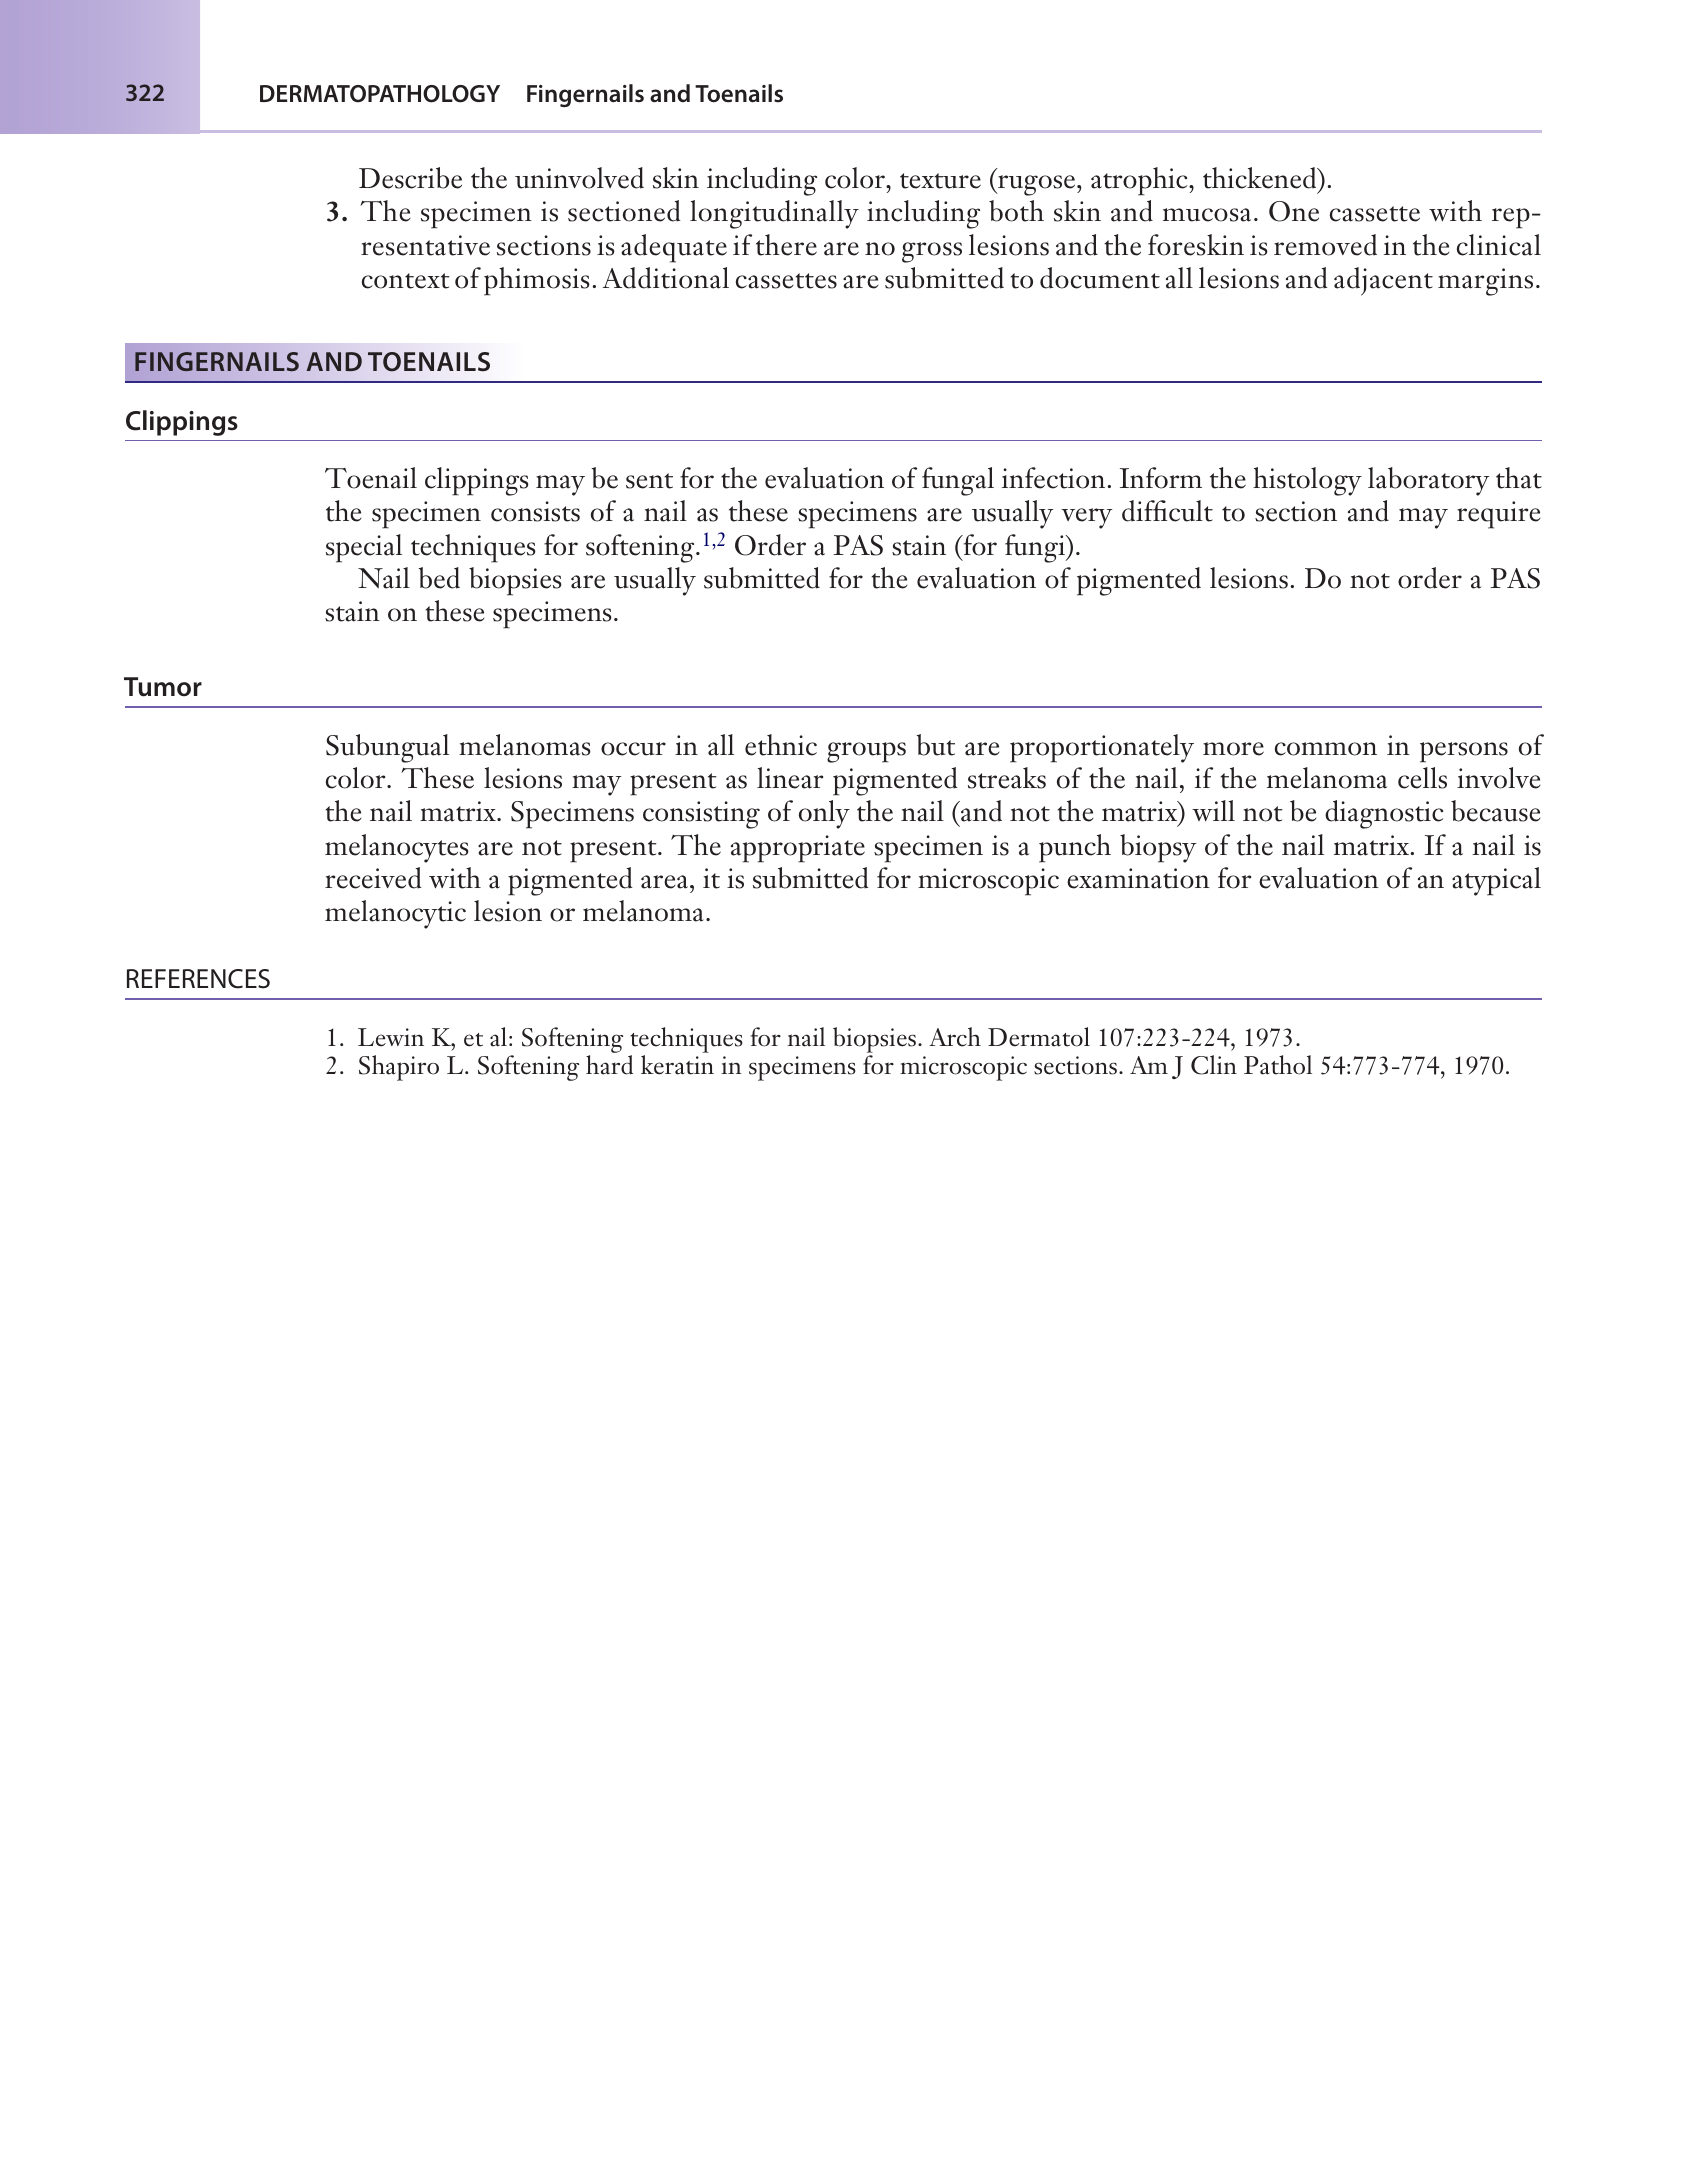 322 DERMATOPATHOLOGY Fingernails and Toenails
Describe the uninvolved skin including color, texture (rugose, atrophic, thickened).
3. The specimen is sectioned longitudinally including both skin and mucosa. One cassette with rep-
resentative sections is adequate if there are no gross lesions and the foreskin is removed in the clinical
context of phimosis. Additional cassettes are submitted to document all lesions and adjacent margins.
FINGERNAILS AND TOENAILS
Clippings
Toenail clippings may be sent for the evaluation of fungal infection. Inform the histology laboratory that
the specimen consists of a nail as these specimens are usually very difficult to section and may require
special techniques for softening.1,2 Order a PAS stain (for fungi).
Nail bed biopsies are usually submitted for the evaluation of pigmented lesions. Do not order a PAS
stain on these specimens.
Tumor
Subungual melanomas occur in all ethnic groups but are proportionately more common in persons of
color. These lesions may present as linear pigmented streaks of the nail, if the melanoma cells involve
the nail matrix. Specimens consisting of only the nail (and not the matrix) will not be diagnostic because
melanocytes are not present. The appropriate specimen is a punch biopsy of the nail matrix. If a nail is
received with a pigmented area, it is submitted for microscopic examination for evaluation of an atypical
melanocytic lesion or melanoma.
REFERENCES
1. Lewin K, et al: Softening techniques for nail biopsies. Arch Dermatol 107:223-224, 1973.
2. Shapiro L. Softening hard keratin in specimens for microscopic sections. Am J Clin Pathol 54:773-774, 1970.